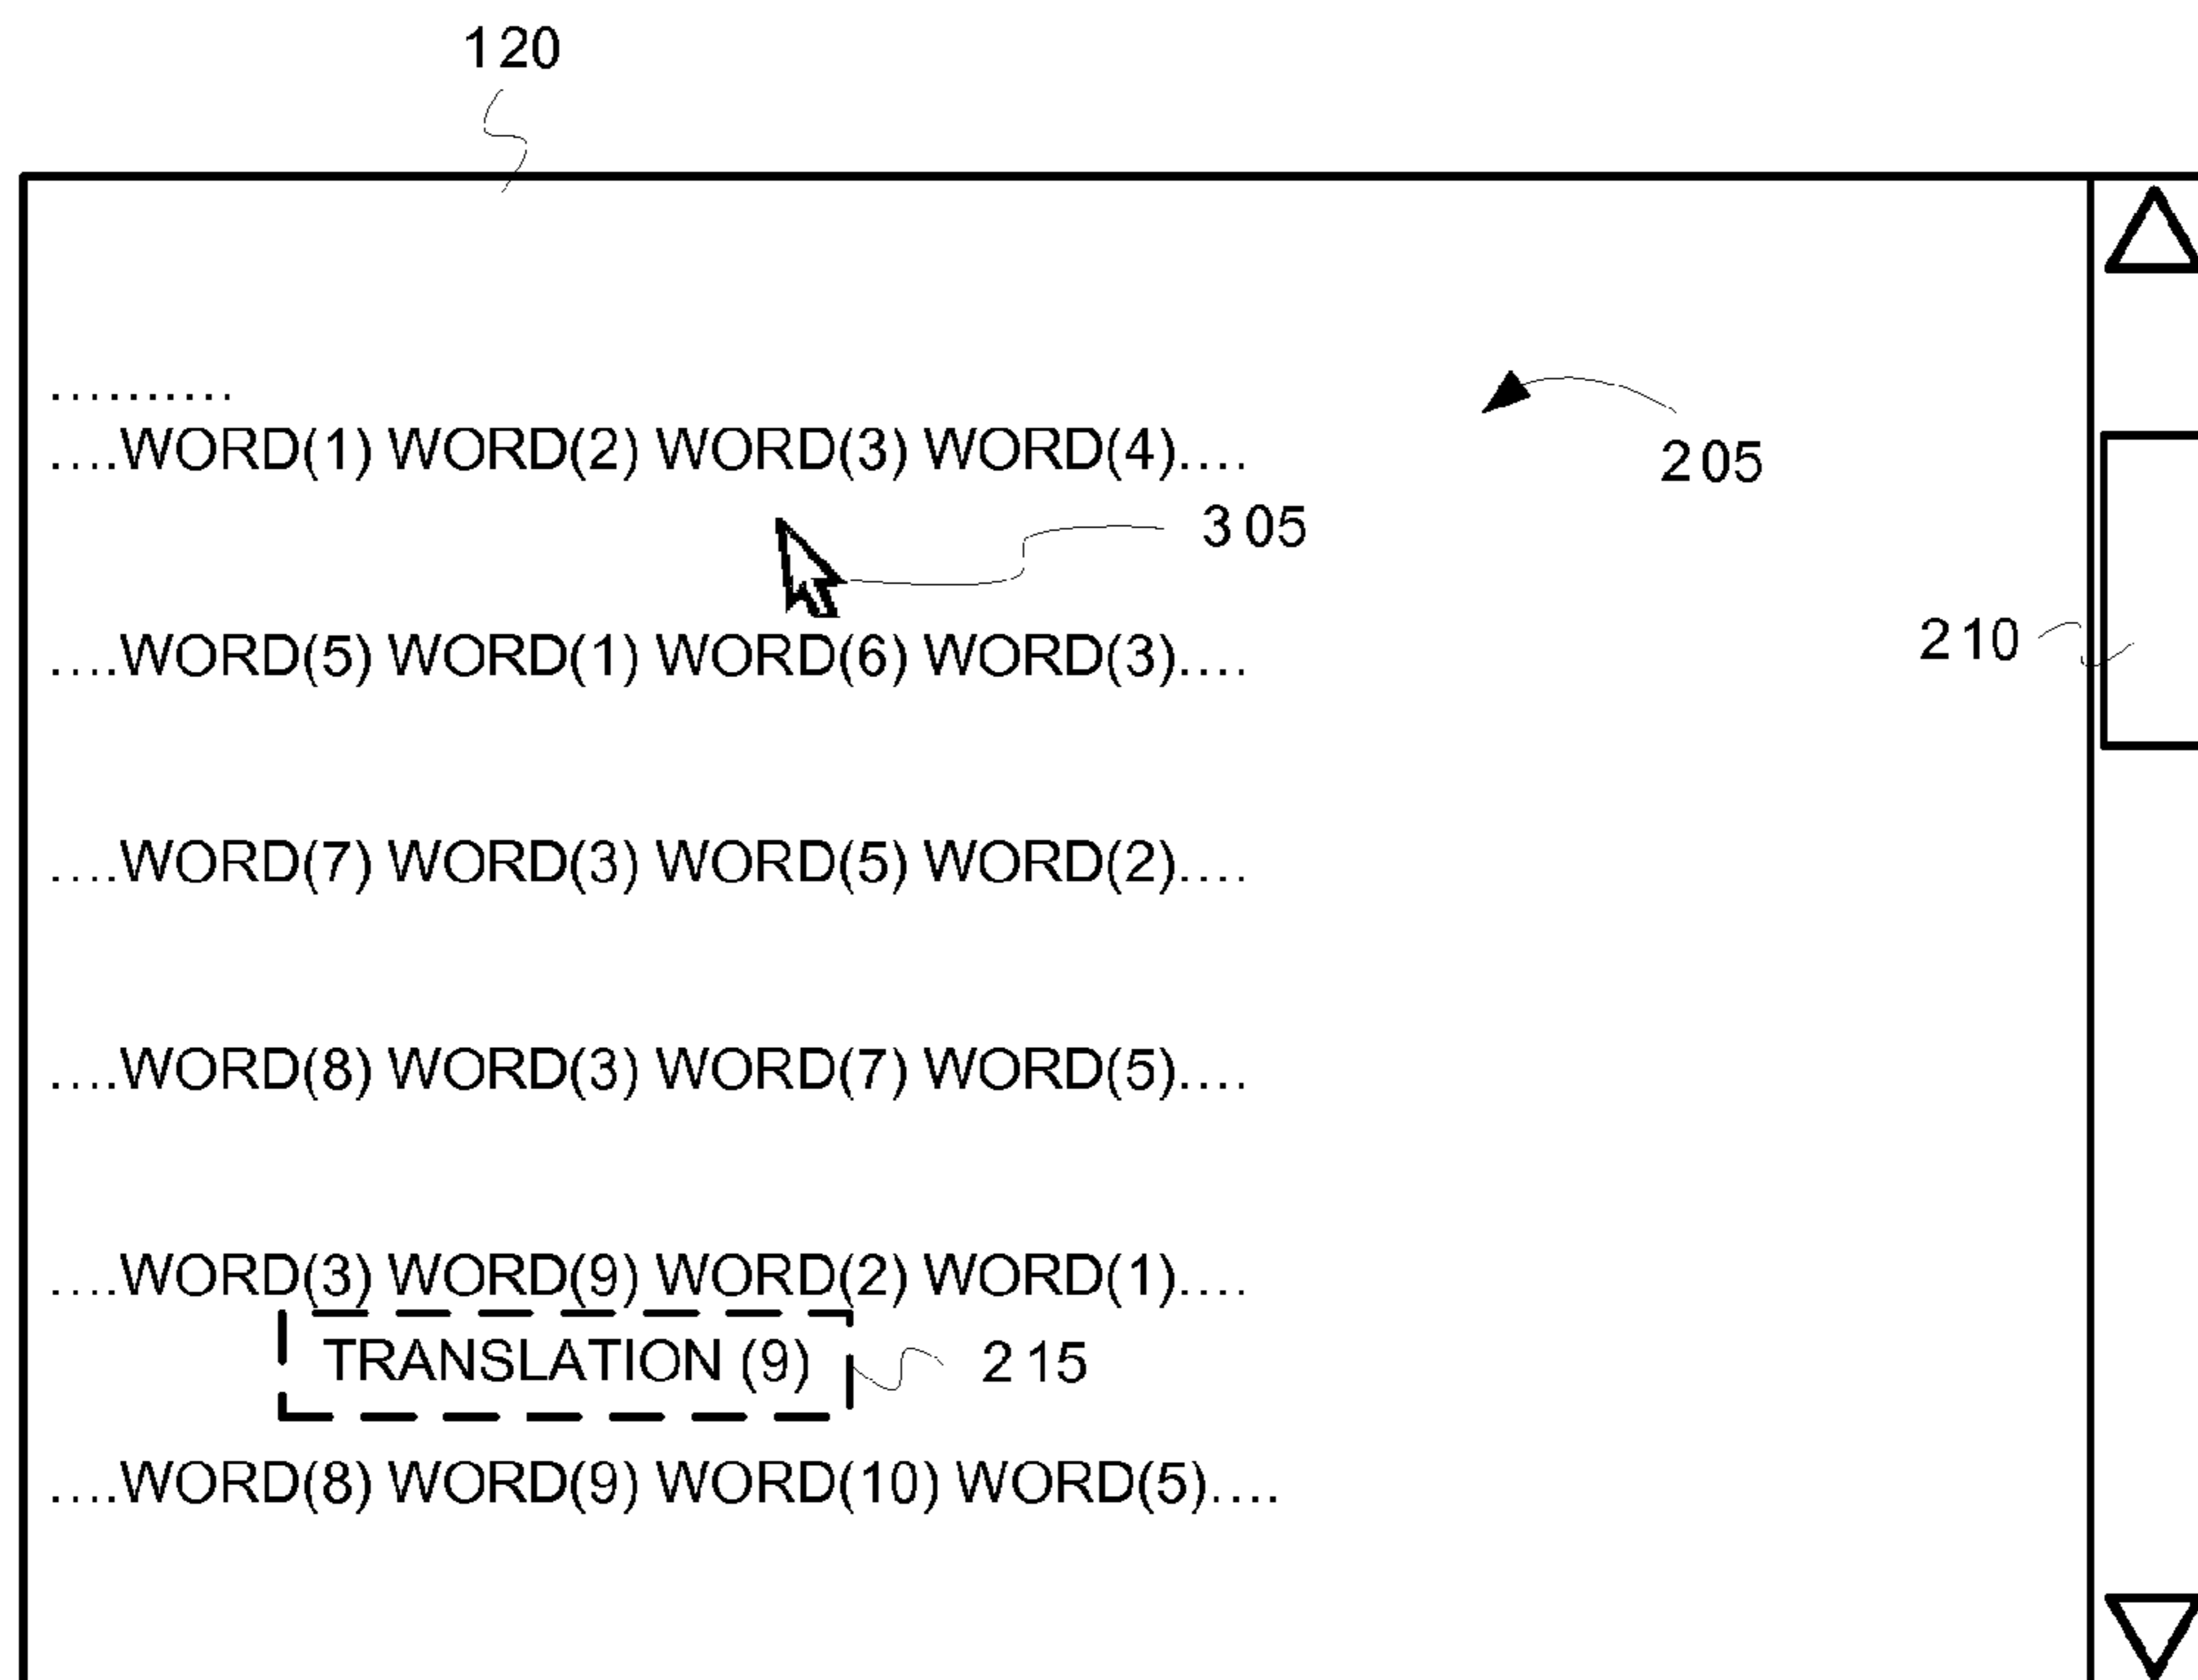 120
..........
....WORD(1) WORD(2) WORD(3) WORD(4)....
205
305
....WORD(5) WORD(1) WORD(6) WORD(3)....
210
....WORD(7) WORD(3) WORD(5) WORD(2)....
....WORD(8) WORD(3) WORD(7) WORD(5)....
....WORD(3) WORD(9) WORD(2) WORD(1)....
TRANSLATION (9)
215
....WORD(8) WORD(9) WORD(10) WORD(5)....